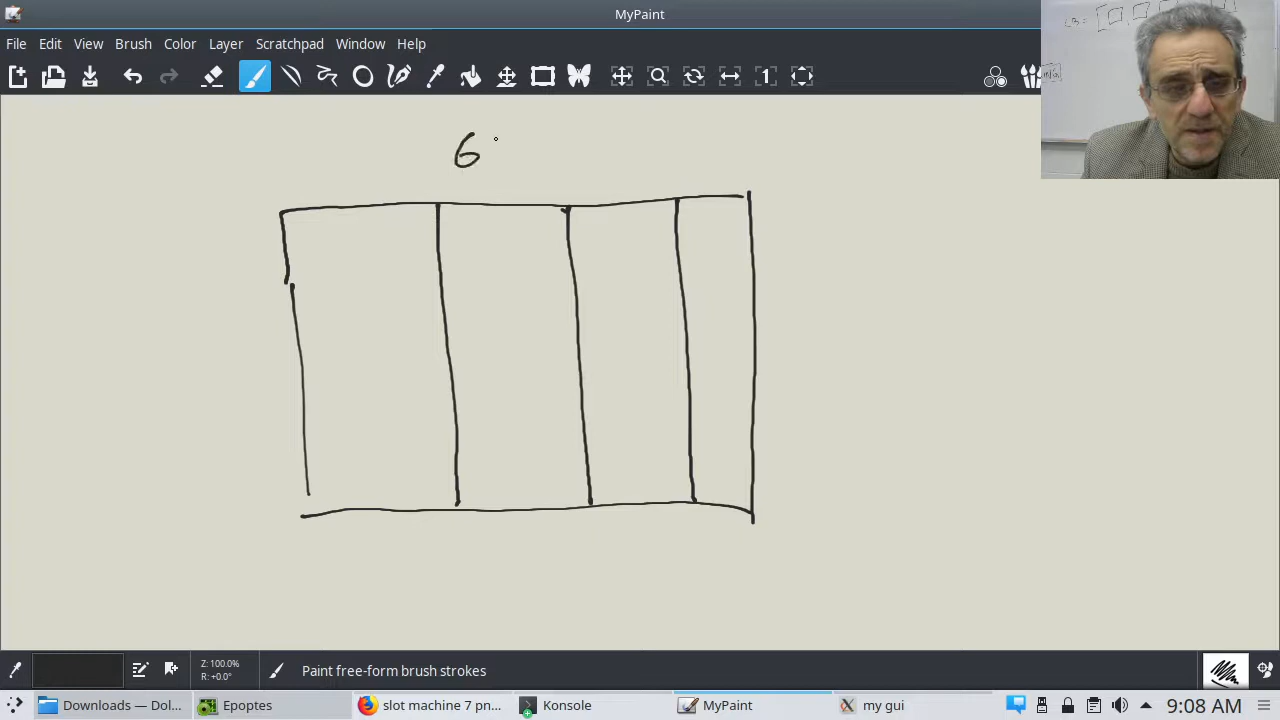 MyPaint
File Edit View Brush Color Layer Scratchpad Window Help
6
Z: 100.0%
R: +0.0°
Paint free-form brush strokes
Downloads — Dol... Epoptes slot machine 7 pn... Konsole MyPaint my gui 9:08 AM